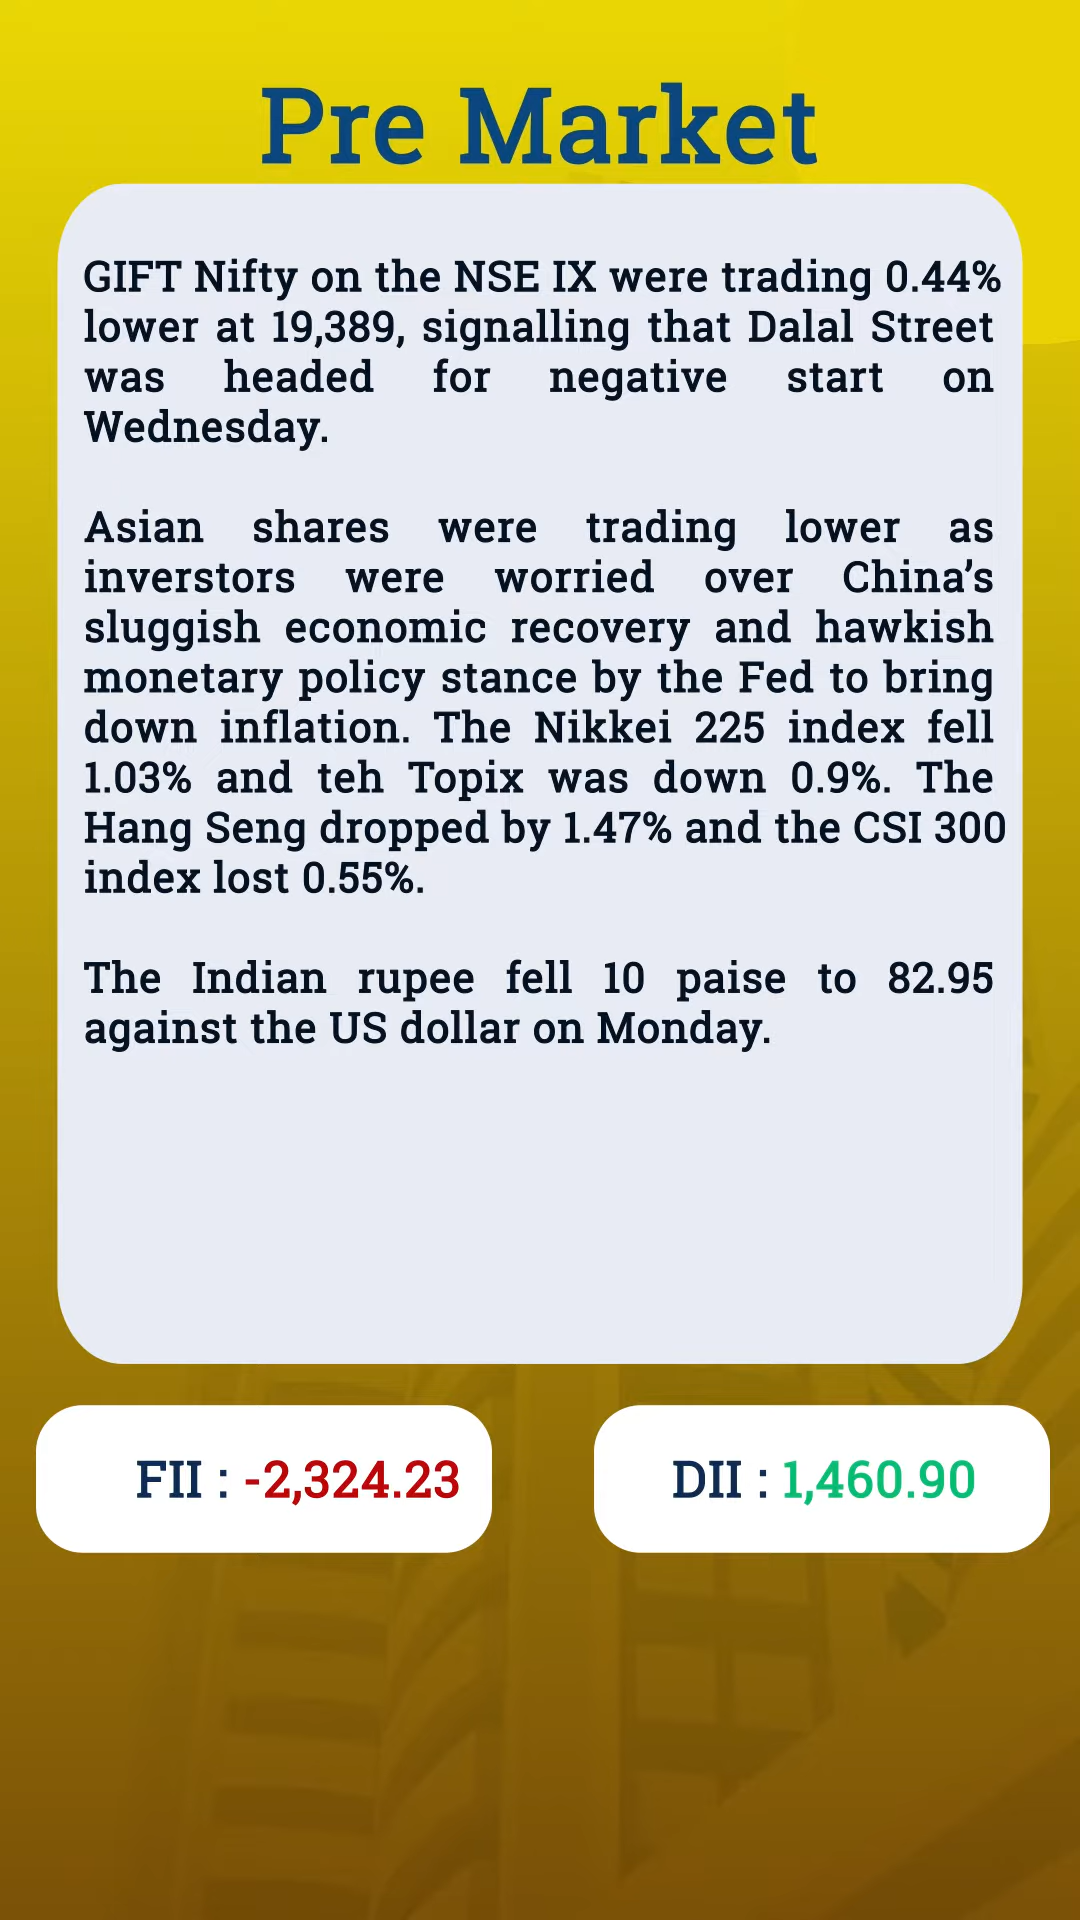 Pre Market
GIFT Nifty on the NSE IX were trading 0.44%
lower at 19,389, signalling that Dalal Street
was headed for negative start on
Wednesday.
Asian shares were trading lower as
inverstors were worried over China’s
sluggish economic recovery and hawkish
monetary policy stance by the Fed to bring
down inflation. The Nikkei 225 index fell
1.03% and teh Topix was down 0.9%. The
Hang Seng dropped by 1.47% and the CSI 300
index lost 0.55%.
The Indian rupee fell 10 paise to 82.95
against the US dollar on Monday.
FII : -2,324.23
DII : 1,460.90